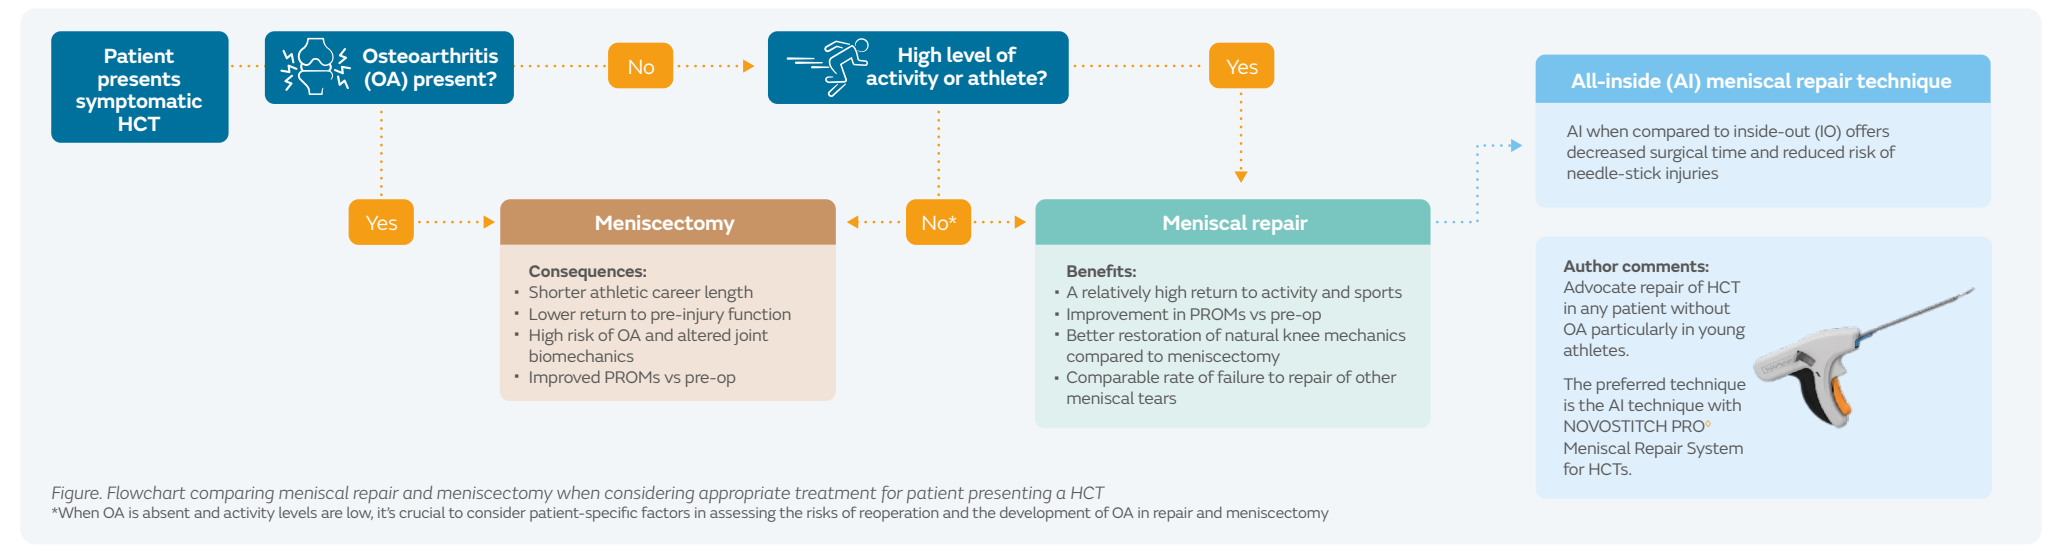 Patient
presents
symptomatic
HCT
Osteoarthritis
(OA) present?
No
High level of
activity or athlete?
Yes
Yes
Meniscectomy
Consequences:
▪ Shorter athletic career length
▪ Lower return to pre-injury function
▪ High risk of OA and altered joint
biomechanics
▪ Improved PROMs vs pre-op
No*
Meniscal repair
Benefits:
▪ A relatively high return to activity and sports
▪ Improvement in PROMs vs pre-op
▪ Better restoration of natural knee mechanics
compared to meniscectomy
▪ Comparable rate of failure to repair of other
meniscal tears
All-inside (AI) meniscal repair technique
AI when compared to inside-out (IO) offers
decreased surgical time and reduced risk of
needle-stick injuries
Author comments:
Advocate repair of HCT
in any patient without
OA particularly in young
athletes.
The preferred technique
is the AI technique with
NOVOSTITCH PRO◊
Meniscal Repair System
for HCTs.
Figure. Flowchart comparing meniscal repair and meniscectomy when considering appropriate treatment for patient presenting a HCT
*When OA is absent and activity levels are low, it's crucial to consider patient-specific factors in assessing the risks of reoperation and the development of OA in repair and meniscectomy